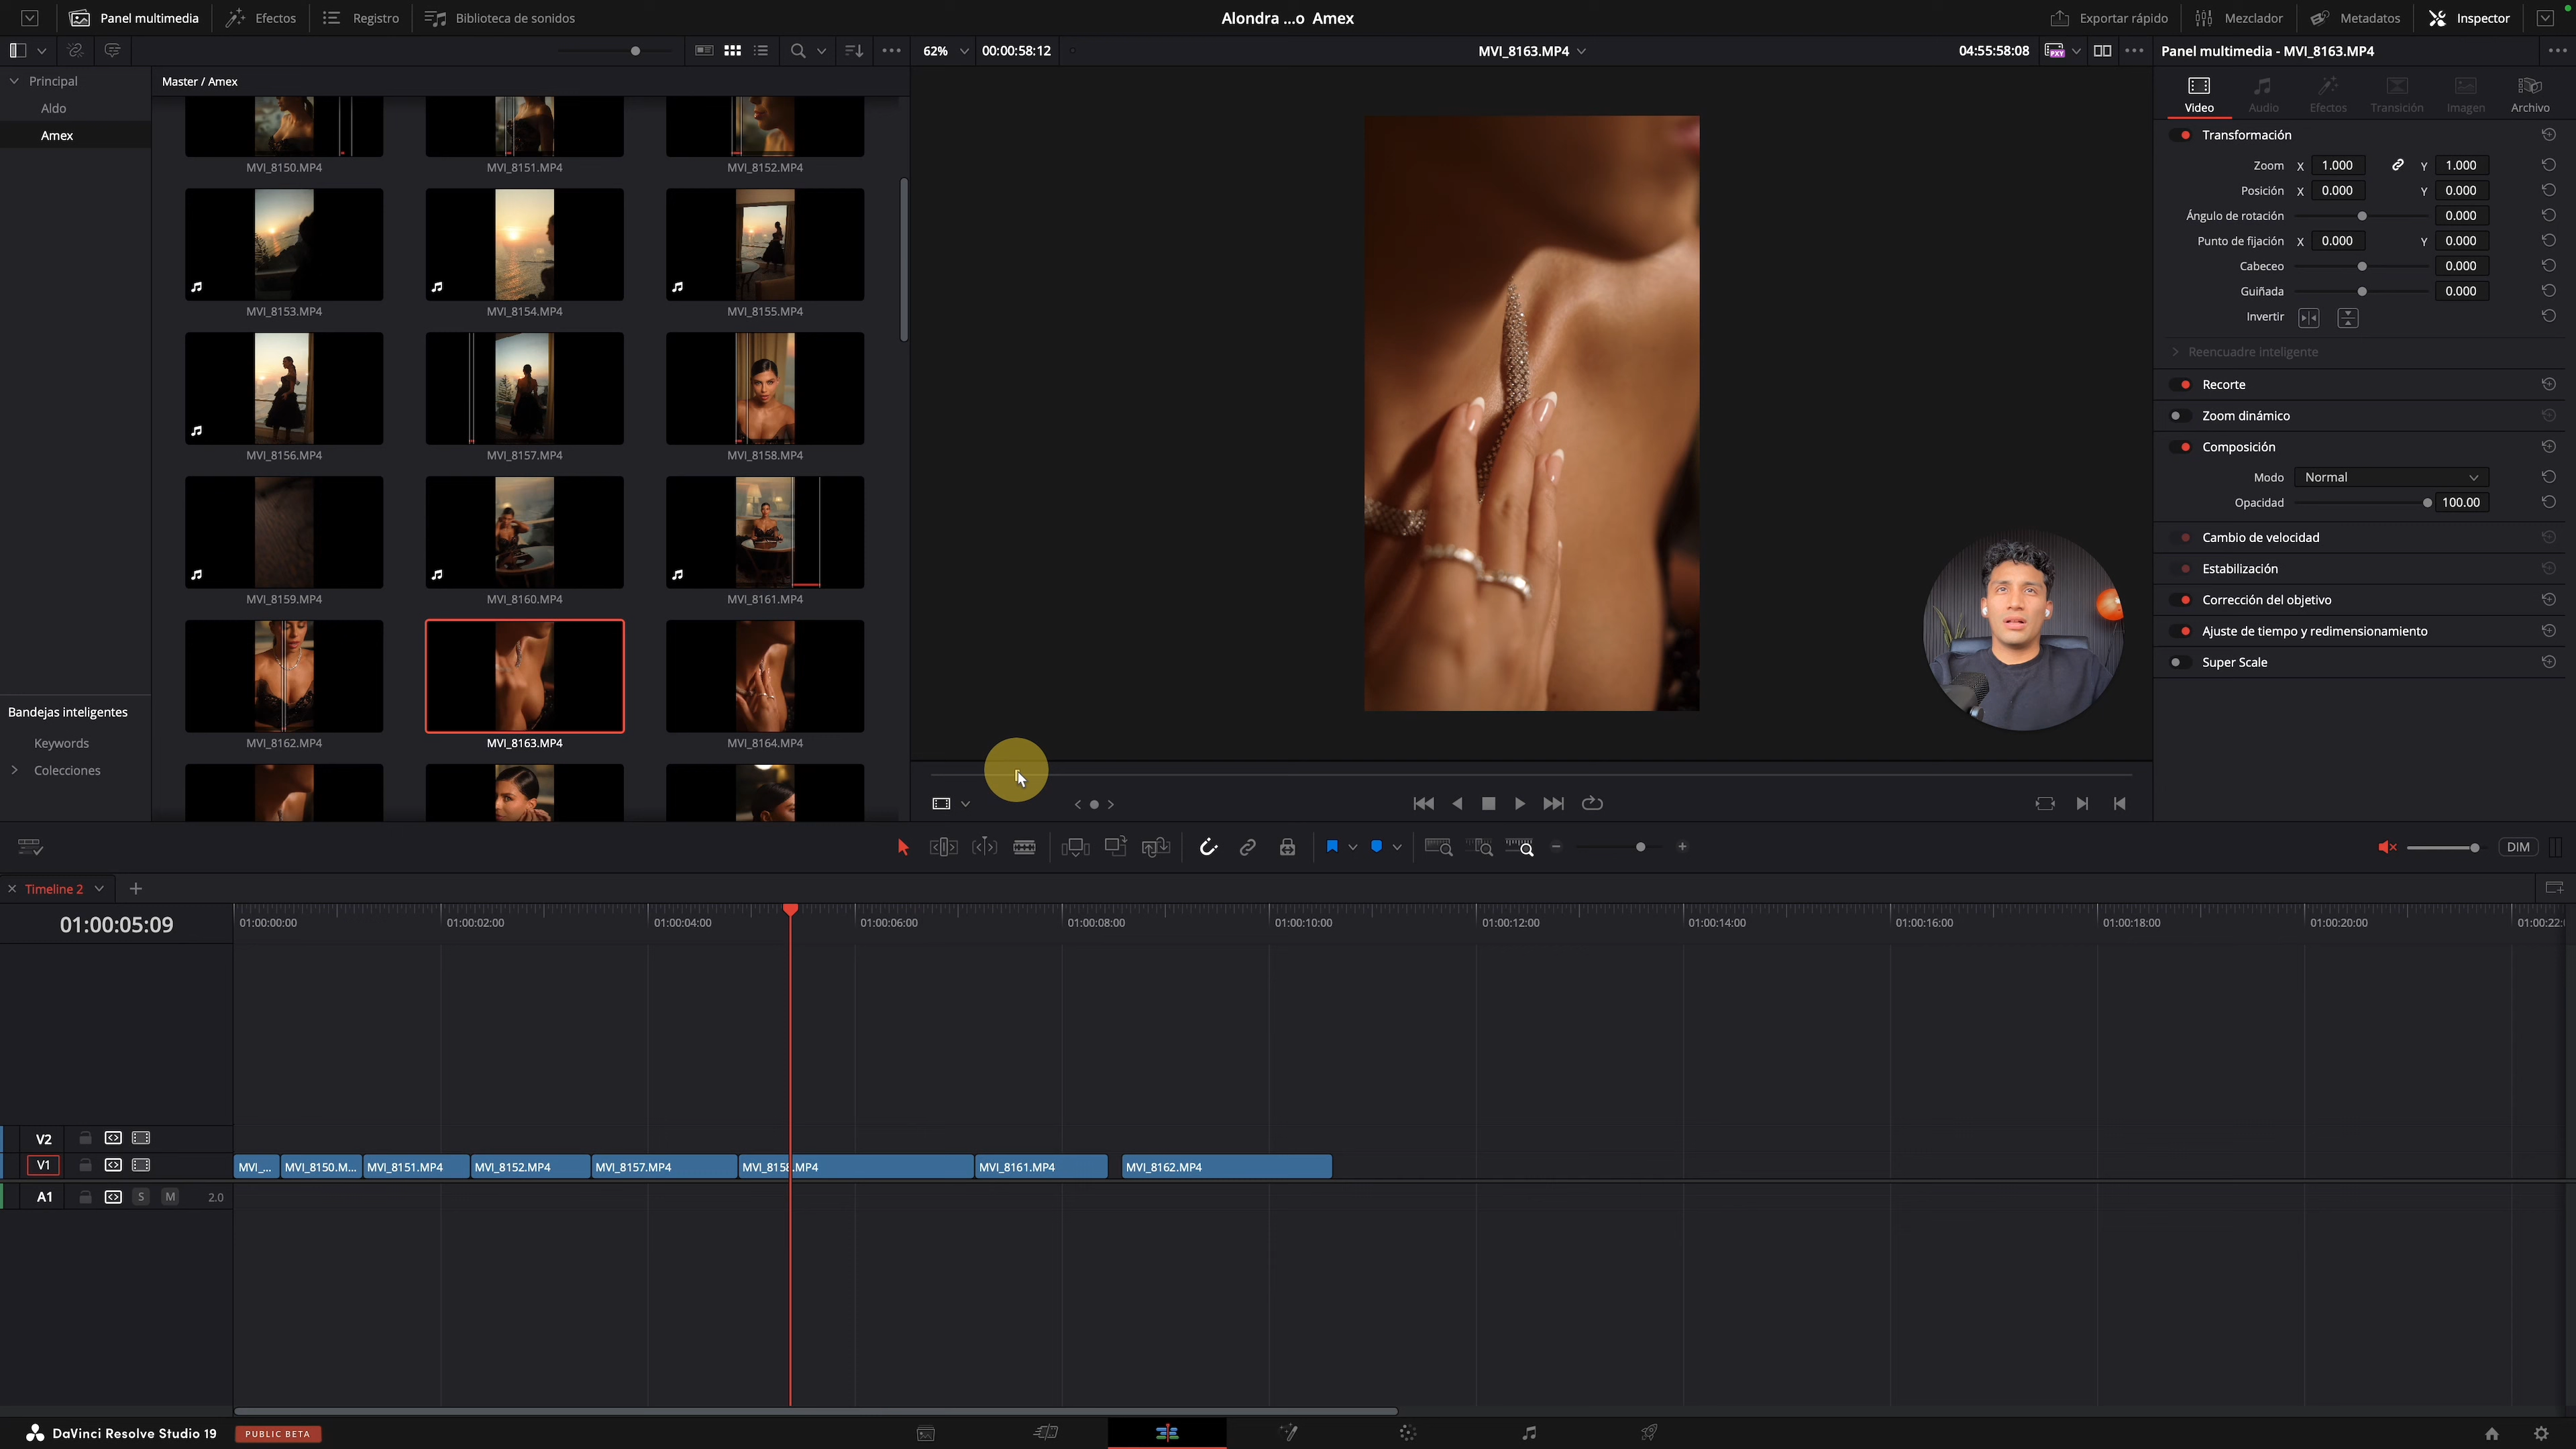 Panel multimedia
Efectos
Registro
Biblioteca de sonidos
Alondra ...o Amex
Exportar rápido
Mezclador
Metadatos
Inspector
62%
00:00:58:12
MVI_8163.MP4
04:55:58:08
PXY
Panel multimedia - MVI_8163.MP4
Principal
Aldo
Amex
Master / Amex
MVI_8150.MP4
MVI_8151.MP4
MVI_8152.MP4
MVI_8153.MP4
MVI_8154.MP4
MVI_8155.MP4
MVI_8156.MP4
MVI_8157.MP4
MVI_8158.MP4
MVI_8159.MP4
MVI_8160.MP4
MVI_8161.MP4
MVI_8162.MP4
MVI_8163.MP4
MVI_8164.MP4
Bandejas inteligentes
Keywords
Colecciones
Video
Audio
Efectos
Transición
Imagen
Archivo
Transformación
Zoom X 1.000 Y 1.000
Posición X 0.000 Y 0.000
Ángulo de rotación 0.000
Punto de fijación X 0.000 Y 0.000
Cabeceo 0.000
Guiñada 0.000
Invertir
Reencuadre inteligente
Recorte
Zoom dinámico
Composición
Modo Normal
Opacidad 100.00
Cambio de velocidad
Estabilización
Corrección del objetivo
Ajuste de tiempo y redimensionamiento
Super Scale
DIM
Timeline 2
01:00:05:09
01:00:00:00
01:00:02:00
01:00:04:00
01:00:06:00
01:00:08:00
01:00:10:00
01:00:12:00
01:00:14:00
01:00:16:00
01:00:18:00
01:00:20:00
01:00:22:
V2
V1
MVI_...
MVI_8150.M...
MVI_8151.MP4
MVI_8152.MP4
MVI_8157.MP4
MVI_8158.MP4
MVI_8161.MP4
MVI_8162.MP4
A1
S
M
2.0
DaVinci Resolve Studio 19
PUBLIC BETA